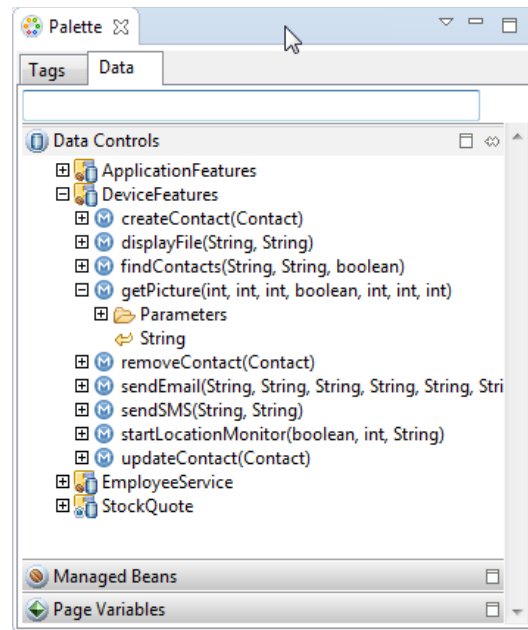 Palette
Tags Data
Data Controls
ApplicationFeatures
DeviceFeatures
createContact(Contact)
displayFile(String, String)
findContacts(String, String, boolean)
getPicture(int, int, int, boolean, int, int, int)
Parameters
String
removeContact(Contact)
sendEmail(String, String, String, String, String, Stri
sendSMS(String, String)
startLocationMonitor(boolean, int, String)
updateContact(Contact)
EmployeeService
StockQuote
Managed Beans
Page Variables